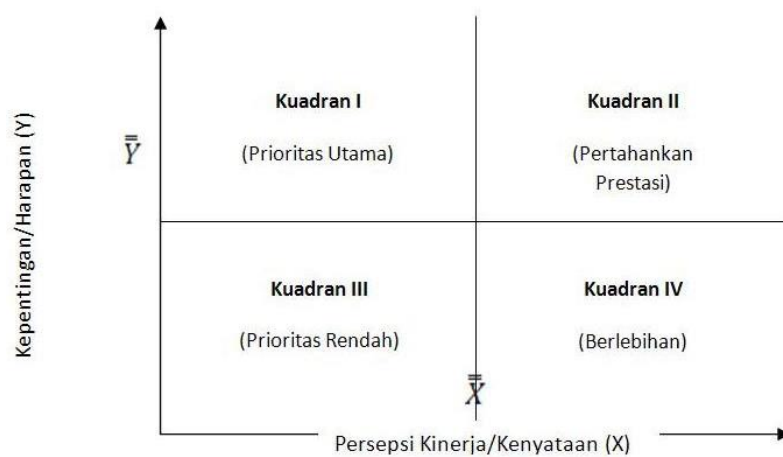 Kepentingan/Harapan (Y)
Kuadran I
Kuadran II
(Prioritas Utama)
(Pertahankan
Prestasi)
Y̿
Kuadran III
Kuadran IV
(Prioritas Rendah)
(Berlebihan)
X̿
Persepsi Kinerja/Kenyataan (X)